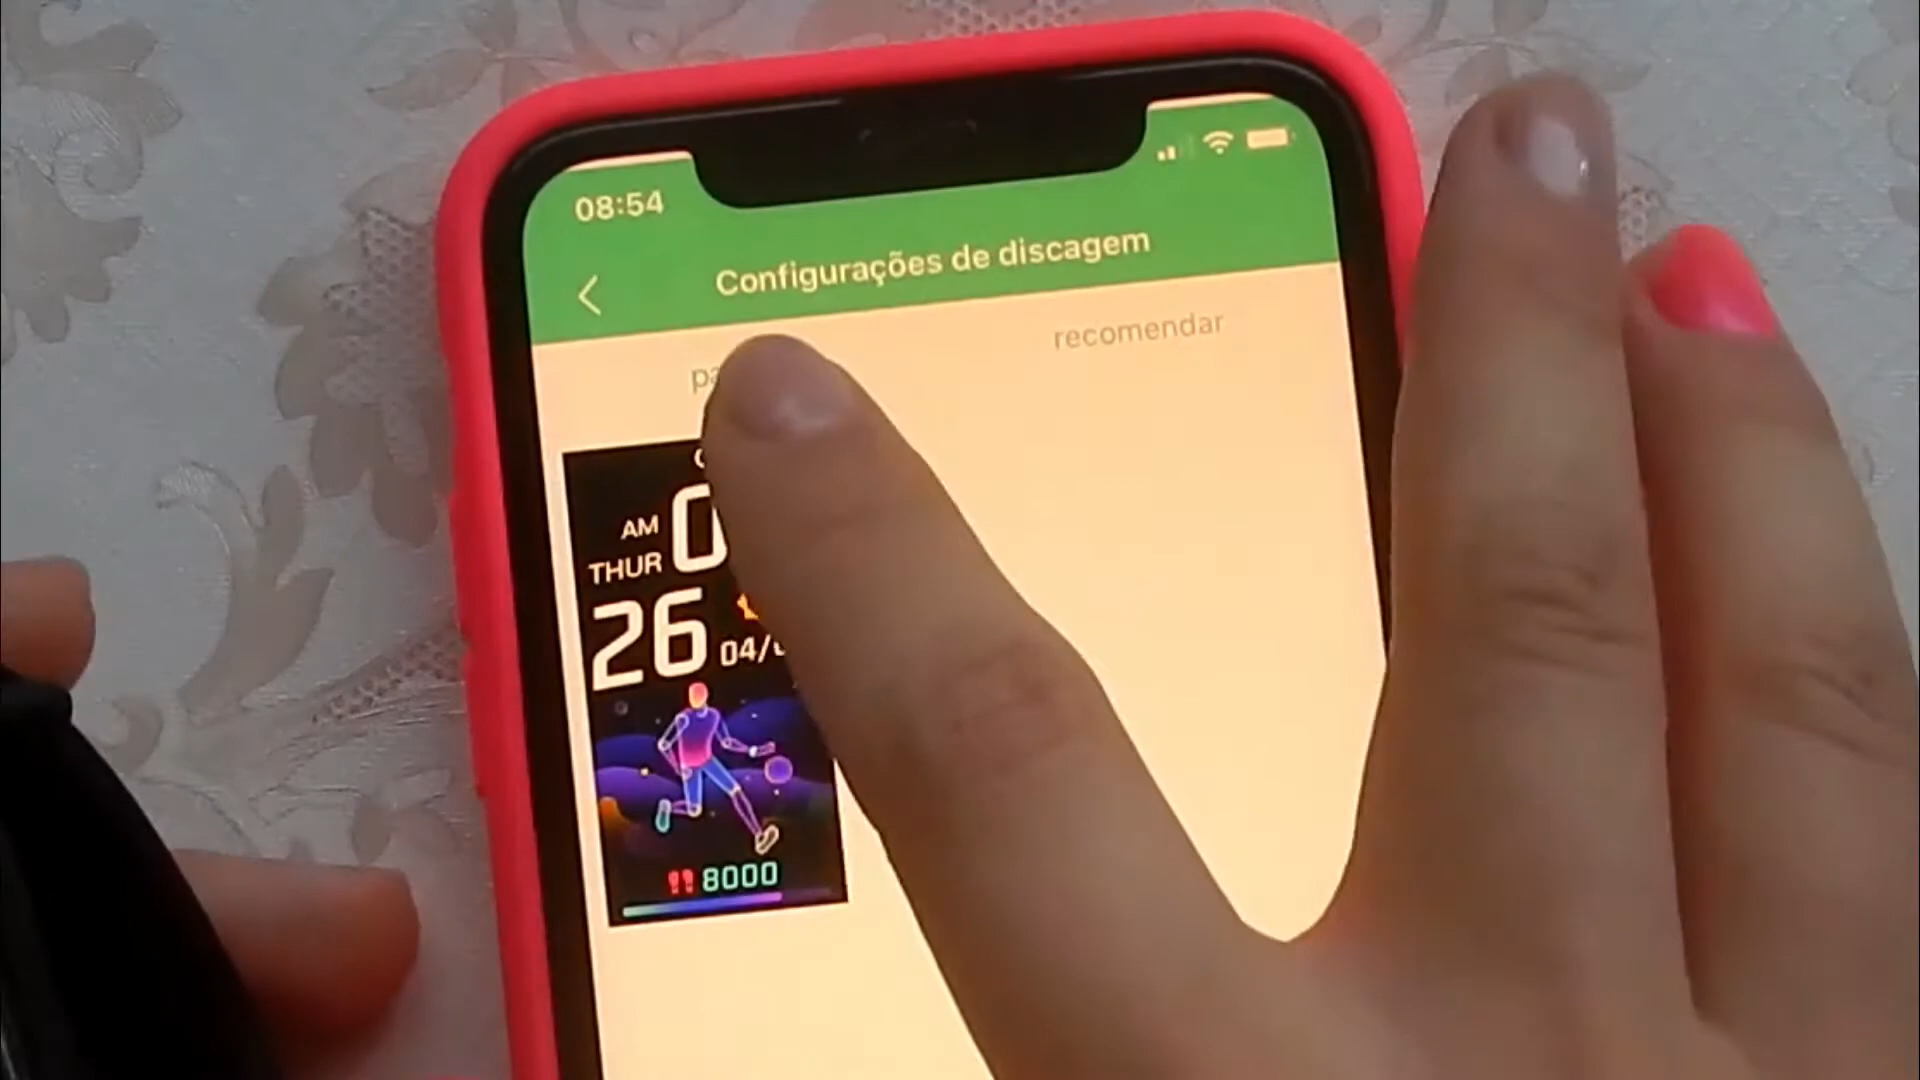 08:54
Configurações de discagem
recomendar
AM
THUR
26
8000